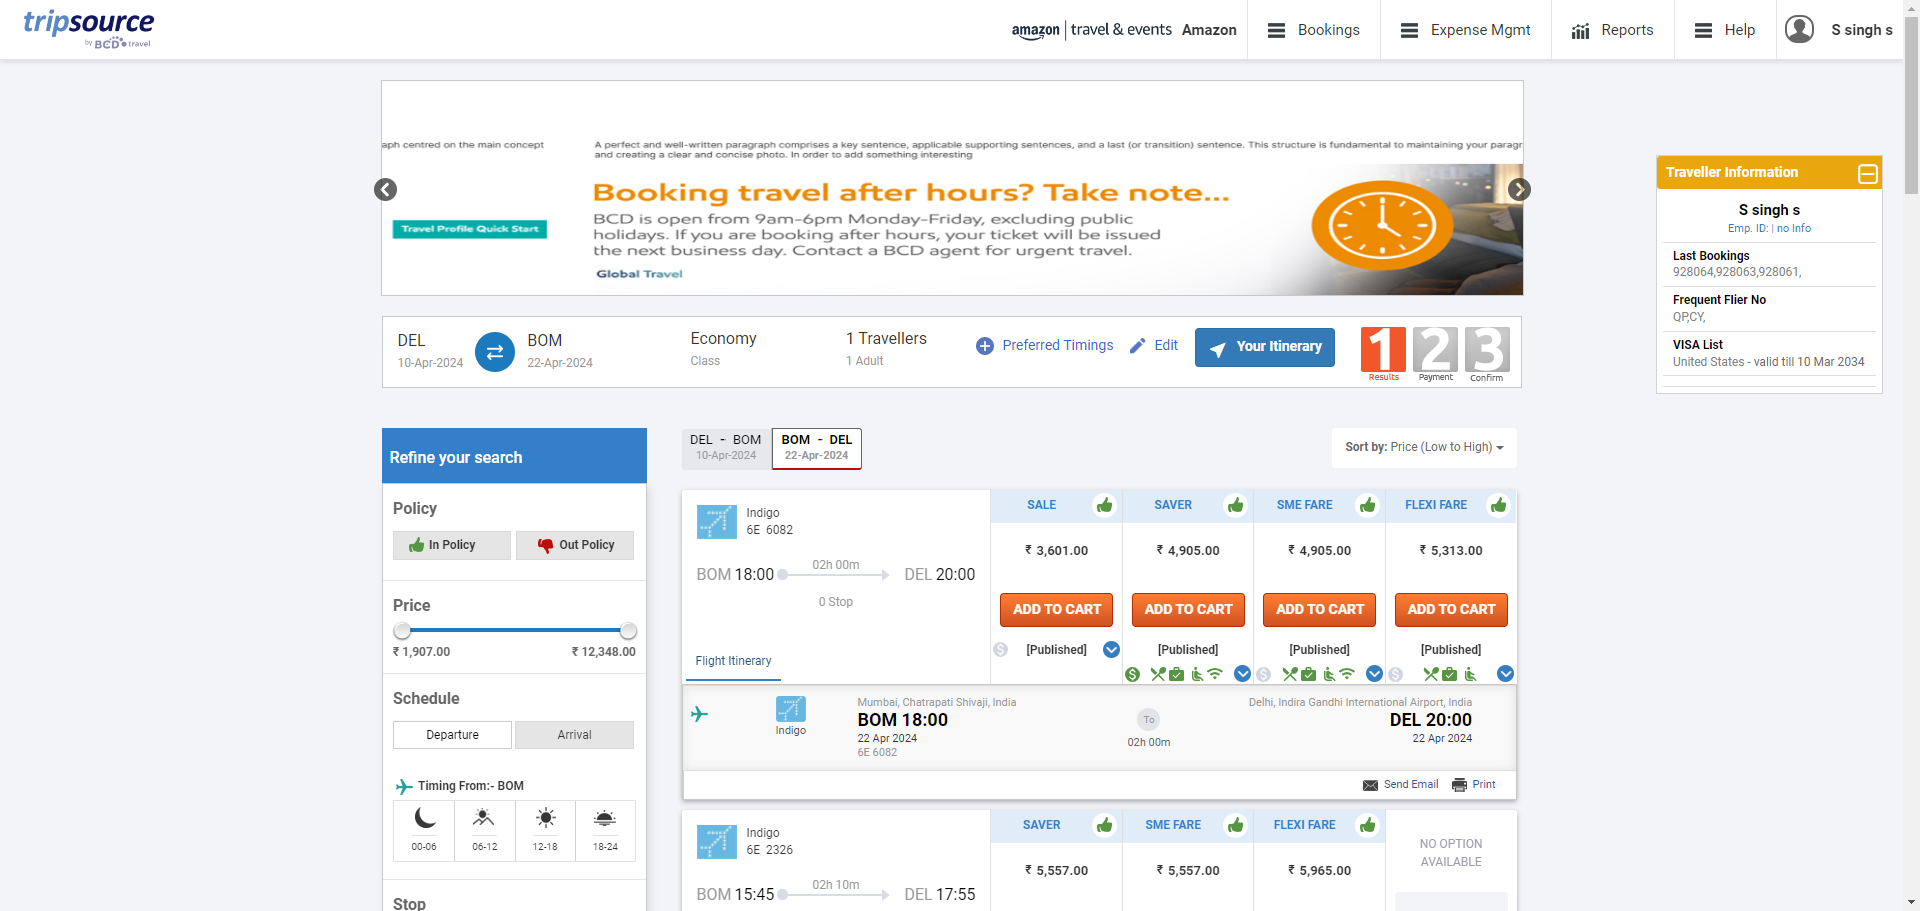 tripsource
by BCD travel
amazon | travel & events Amazon
Bookings
Expense Mgmt
Reports
Help
S singh s
aph centred on the main concept
A perfect and well-written paragraph comprises a key sentence, applicable supporting sentences, and a last (or transition) sentence. This structure is fundamental to maintaining your paragr
and creating a clear and concise photo. In order to add something interesting
Booking travel after hours? Take note...
BCD is open from 9am-6pm Monday-Friday, excluding public
holidays. If you are booking after hours, your ticket will be issued
the next business day. Contact a BCD agent for urgent travel.
Travel Profile Quick Start
Global Travel
Traveller Information
S singh s
Emp. ID: | no Info
Last Bookings
928064,928063,928061,
Frequent Flier No
QP,CY,
VISA List
United States - valid till 10 Mar 2034
DEL
10-Apr-2024
BOM
22-Apr-2024
Economy
Class
1 Travellers
1 Adult
Preferred Timings
Edit
Your Itinerary
1 2 3
Results Payment Confirm
Refine your search
Policy
In Policy
Out Policy
Price
₹ 1,907.00
₹ 12,348.00
Schedule
Departure
Arrival
Timing From:- BOM
00-06 06-12 12-18 18-24
Stop
DEL - BOM
10-Apr-2024
BOM - DEL
22-Apr-2024
Sort by: Price (Low to High)
Indigo
6E 6082
BOM 18:00
02h 00m
DEL 20:00
0 Stop
Flight Itinerary
SALE SAVER SME FARE FLEXI FARE
₹ 3,601.00 ₹ 4,905.00 ₹ 4,905.00 ₹ 5,313.00
ADD TO CART ADD TO CART ADD TO CART ADD TO CART
[Published] [Published] [Published] [Published]
Indigo
Mumbai, Chatrapati Shivaji, India
BOM 18:00
22 Apr 2024
6E 6082
To
02h 00m
Delhi, Indira Gandhi International Airport, India
DEL 20:00
22 Apr 2024
Send Email
Print
Indigo
6E 2326
BOM 15:45
02h 10m
DEL 17:55
SAVER SME FARE FLEXI FARE
₹ 5,557.00 ₹ 5,557.00 ₹ 5,965.00
NO OPTION
AVAILABLE